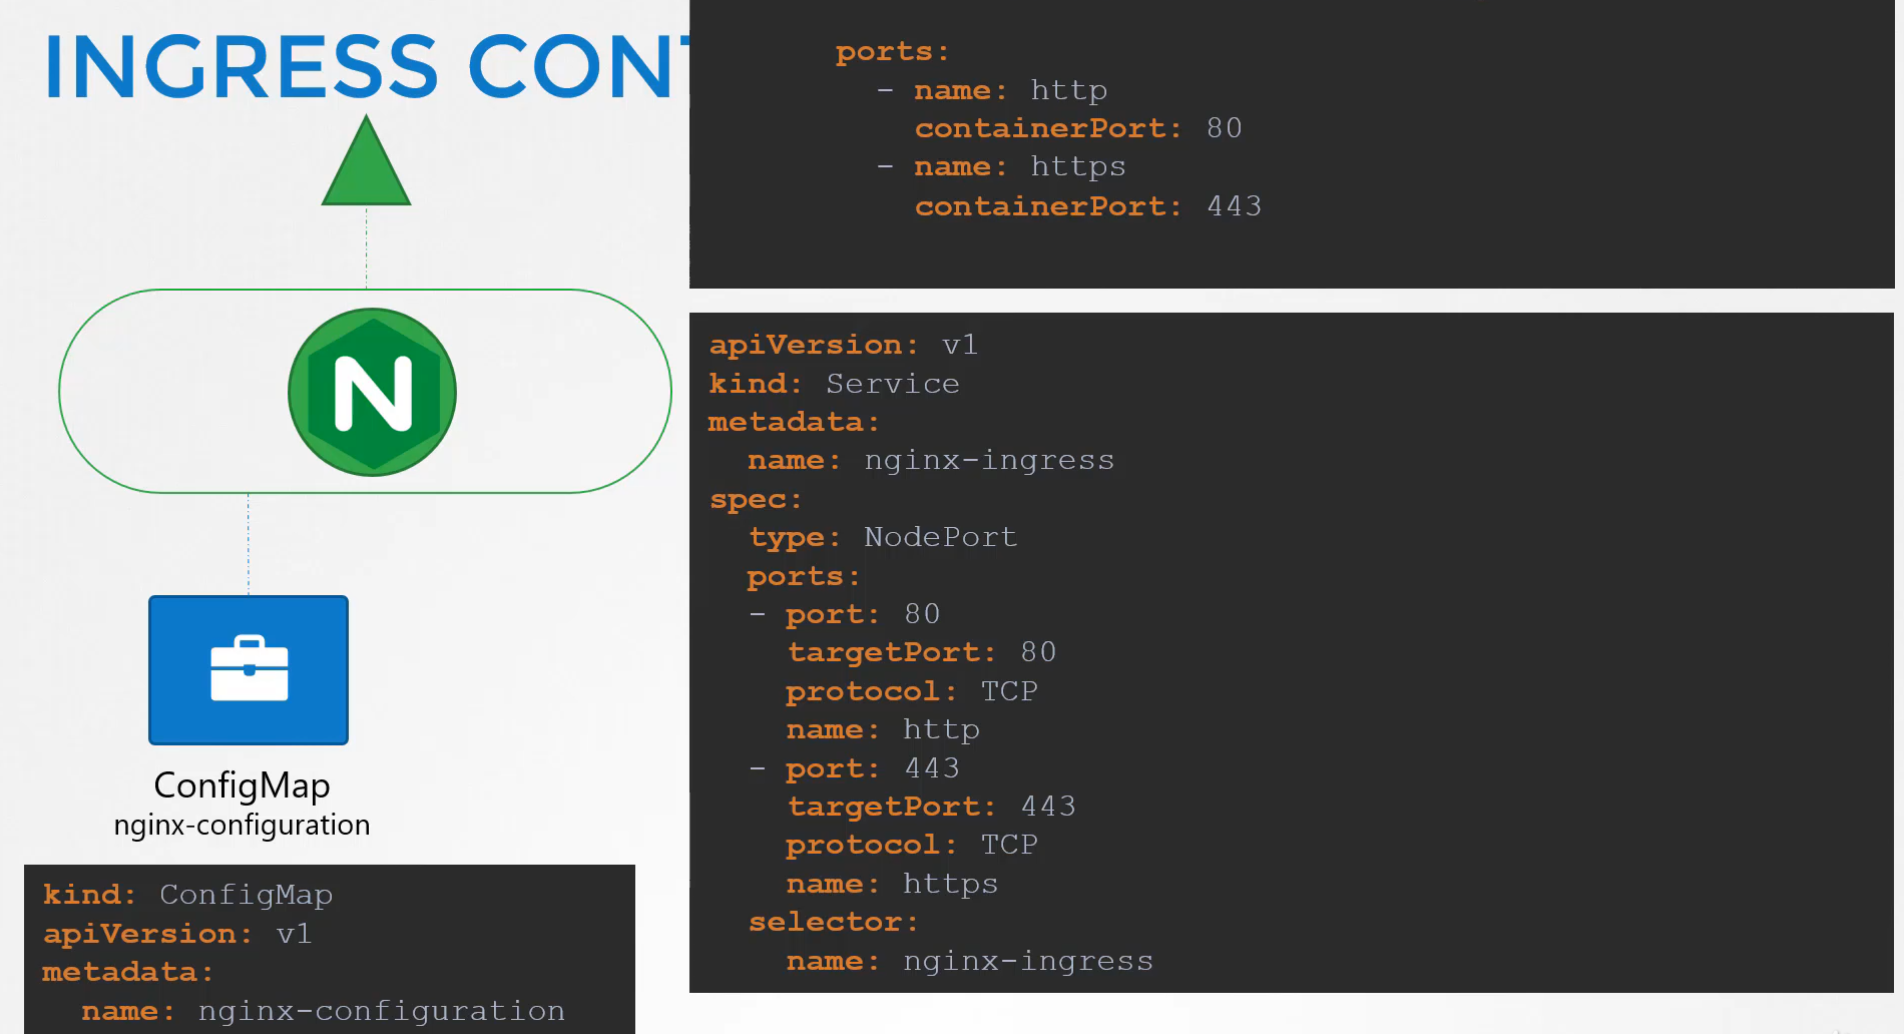 INGRESS CONT
N
ConfigMap
nginx-configuration
kind: ConfigMap
apiVersion: v1
metadata:
  name: nginx-configuration
ports:
  - name: http
    containerPort: 80
  - name: https
    containerPort: 443
apiVersion: v1
kind: Service
metadata:
  name: nginx-ingress
spec:
  type: NodePort
  ports:
  - port: 80
    targetPort: 80
    protocol: TCP
    name: http
  - port: 443
    targetPort: 443
    protocol: TCP
    name: https
  selector:
    name: nginx-ingress